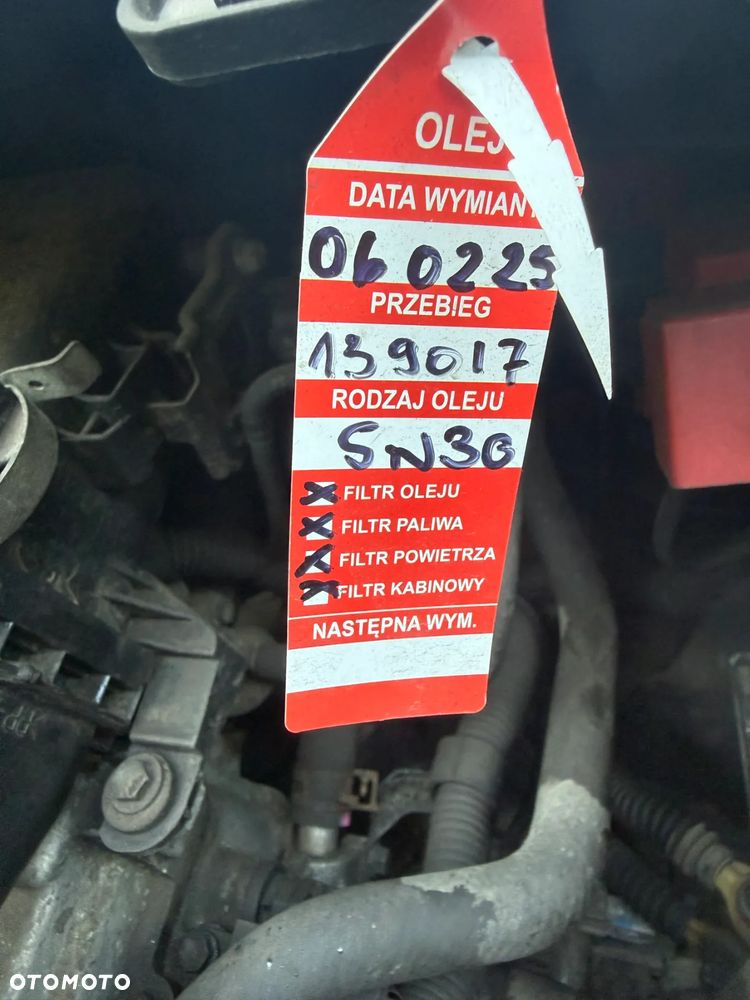 OLEJ
DATA WYMIANY
060225
PRZEBIEG
139017
RODZAJ OLEJU
5N30
FILTR OLEJU
FILTR PALIWA
FILTR POWIETRZA
FILTR KABINOWY
NASTĘPNA WYM.
OTOMOTO